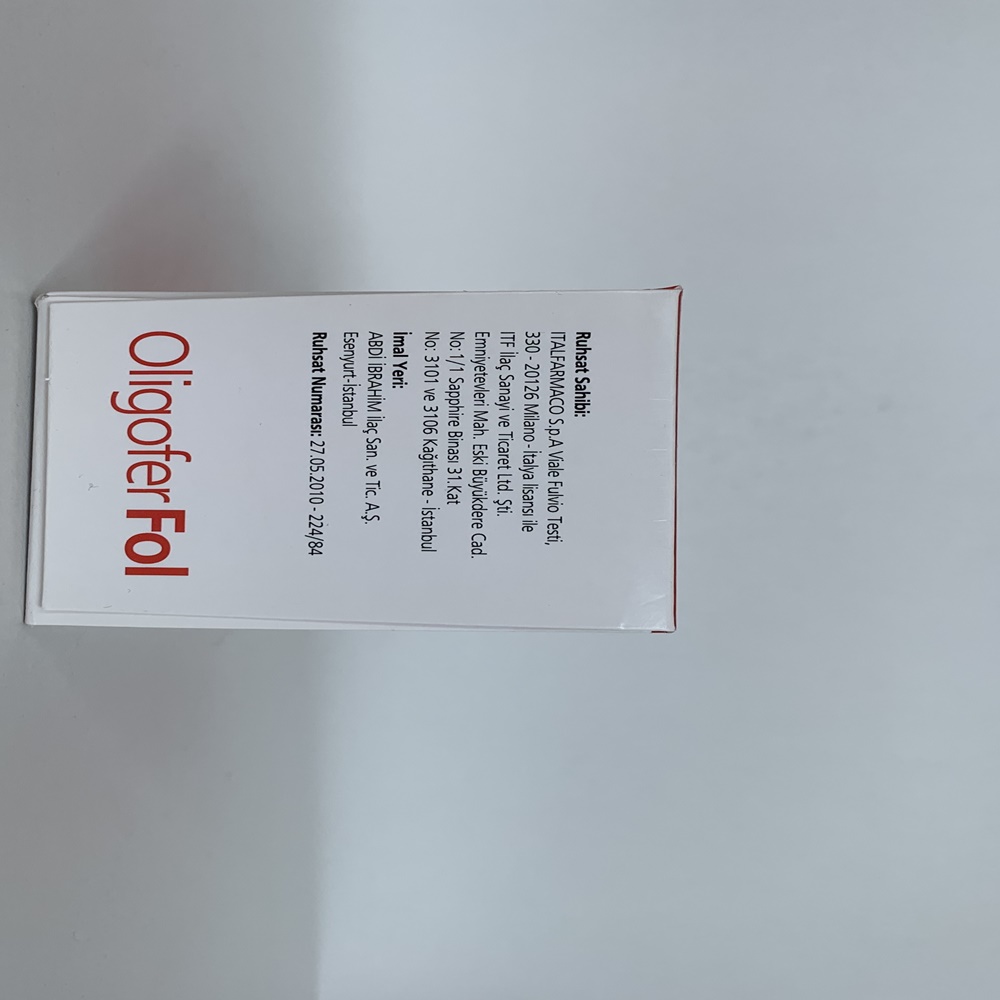 Ruhsat Sahibi:
ITALFARMACO S.p.A Viale Fulvio Testi,
330 - 20126 Milano - İtalya lisansı ile
ITF İlaç Sanayi ve Ticaret Ltd. Şti.
Emniyetevleri Mah. Eski Büyükdere Cad.
No: 1/1 Sapphire Binası 31.Kat
No: 3101 ve 3106 Kağıthane - İstanbul
İmal Yeri:
ABDİ İBRAHİM İlaç San. ve Tic. A.Ş.
Esenyurt-İstanbul
Ruhsat Numarası: 27.05.2010 - 224/84
Oligofer Fol